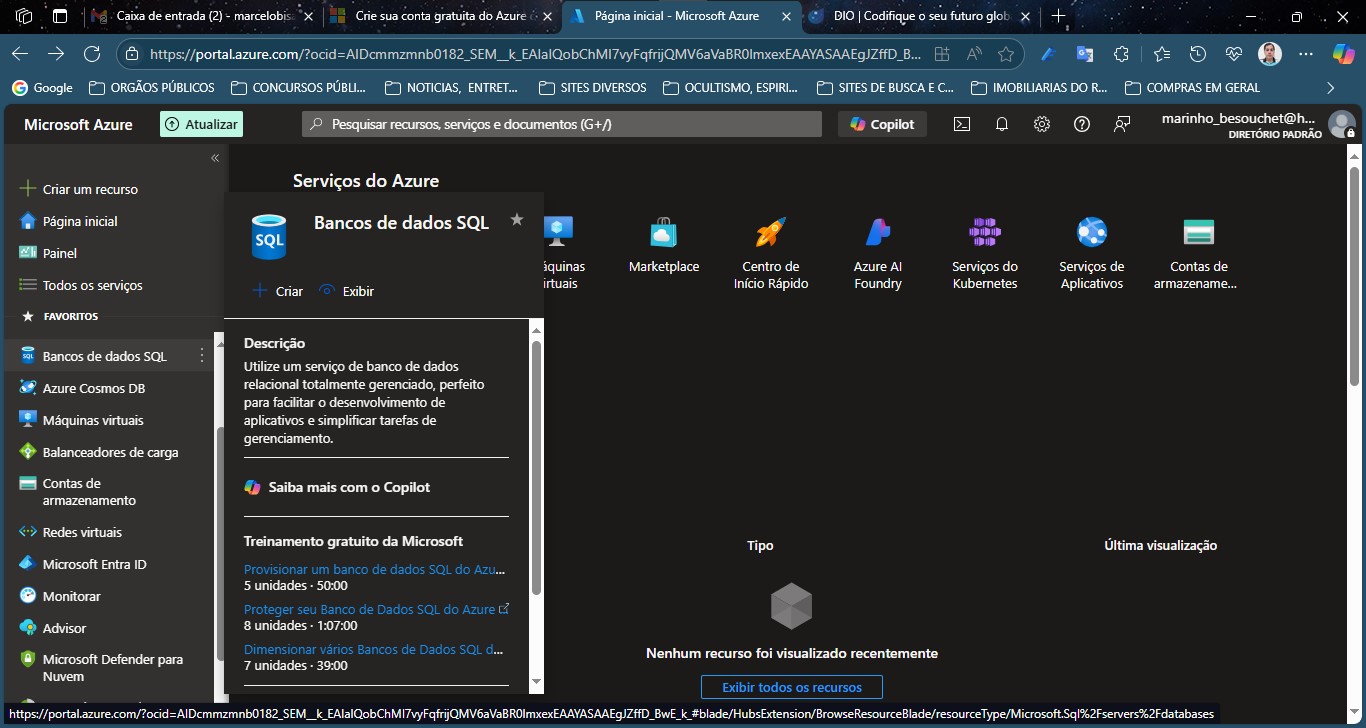 Caixa de entrada (2) - marcelobis
Crie sua conta gratuita do Azure
Página inicial - Microsoft Azure
DIO | Codifique o seu futuro glob
https://portal.azure.com/?ocid=AIDcmmzmnb0182_SEM__k_EAIaIQobChMI7vyFqfrijQMV6aVaBR0ImxexEAAYASAAEgJZffD_B...
Google
ORGÃOS PÚBLICOS
CONCURSOS PÚBLI...
NOTICIAS, ENTRET...
SITES DIVERSOS
OCULTISMO, ESPIRI...
SITES DE BUSCA E C...
IMOBILIARIAS DO R...
COMPRAS EM GERAL
Microsoft Azure
Atualizar
Pesquisar recursos, serviços e documentos (G+/)
Copilot
marinho_besouchet@h...
DIRETÓRIO PADRÃO
Criar um recurso
Página inicial
Painel
Todos os serviços
FAVORITOS
Bancos de dados SQL
Azure Cosmos DB
Máquinas virtuais
Balanceadores de carga
Contas de
armazenamento
Redes virtuais
Microsoft Entra ID
Monitorar
Advisor
Microsoft Defender para
Nuvem
Serviços do Azure
SQL
Bancos de dados SQL
Criar
Exibir
Descrição
Utilize um serviço de banco de dados
relacional totalmente gerenciado, perfeito
para facilitar o desenvolvimento de
aplicativos e simplificar tarefas de
gerenciamento.
Saiba mais com o Copilot
Treinamento gratuito da Microsoft
Provisionar um banco de dados SQL do Azu...
5 unidades · 50:00
Proteger seu Banco de Dados SQL do Azure
8 unidades · 1:07:00
Dimensionar vários Bancos de Dados SQL d...
7 unidades · 39:00
áquinas
irtuais
Marketplace
Centro de
Início Rápido
Azure AI
Foundry
Serviços do
Kubernetes
Serviços de
Aplicativos
Contas de
armazename...
Tipo
Última visualização
Nenhum recurso foi visualizado recentemente
Exibir todos os recursos
https://portal.azure.com/?ocid=AIDcmmzmnb0182_SEM__k_EAIaIQobChMI7vyFqfrijQMV6aVaBR0ImxexEAAYASAAEgJZffD_BwE_k_#blade/HubsExtension/BrowseResourceBlade/resourceType/Microsoft.Sql%2Fservers%2Fdatabases